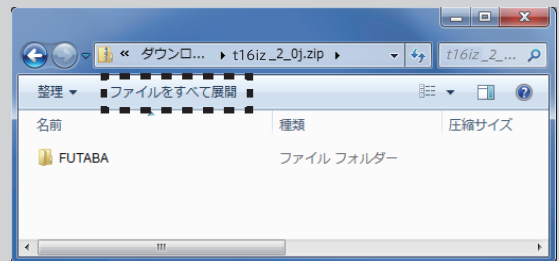 « ダウンロ... ▸ t16iz_2_0j.zip ▸ t16iz_2_...
整理 ▼ ファイルをすべて展開
名前 種類 圧縮サイズ
FUTABA ファイル フォルダー